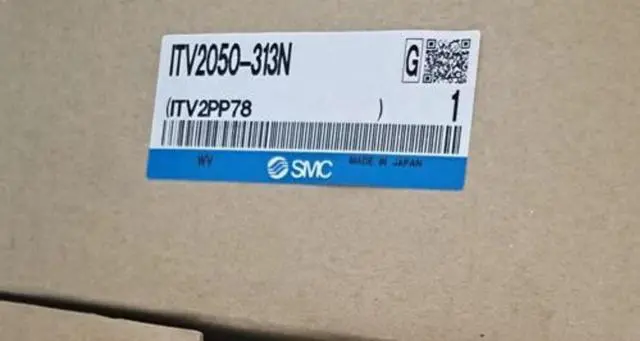 ITV2050-313N G
(ITV2PP78 ) 1
WV SMC MADE IN JAPAN